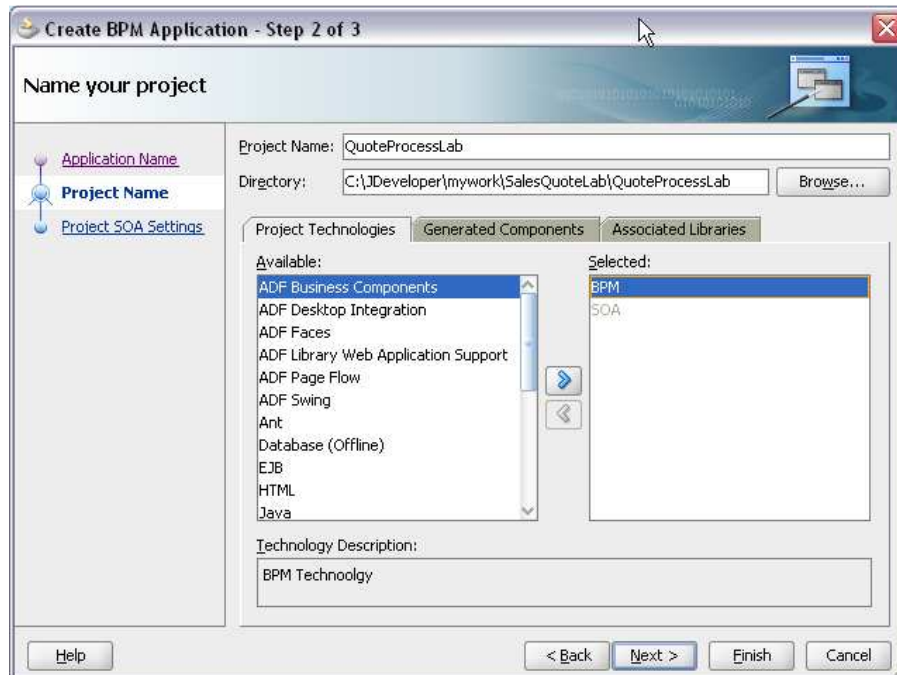 Create BPM Application - Step 2 of 3
Name your project
Application Name
Project Name
Project SOA Settings
Project Name: QuoteProcessLab
Directory: C:\JDeveloper\mywork\SalesQuoteLab\QuoteProcessLab Browse...
Project Technologies Generated Components Associated Libraries
Available:
ADF Business Components
ADF Desktop Integration
ADF Faces
ADF Library Web Application Support
ADF Page Flow
ADF Swing
Ant
Database (Offline)
EJB
HTML
Java
Selected:
BPM
SOA
Technology Description:
BPM Technoolgy
Help < Back Next > Finish Cancel